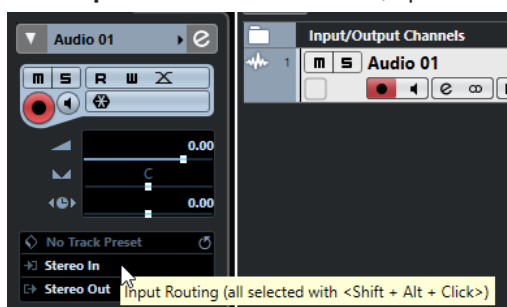 Audio 01
m S R W
0.00
C
0.00
No Track Preset
Stereo In
Stereo Out
Input/Output Channels
1 m S Audio 01
e
Input Routing (all selected with <Shift + Alt + Click>)